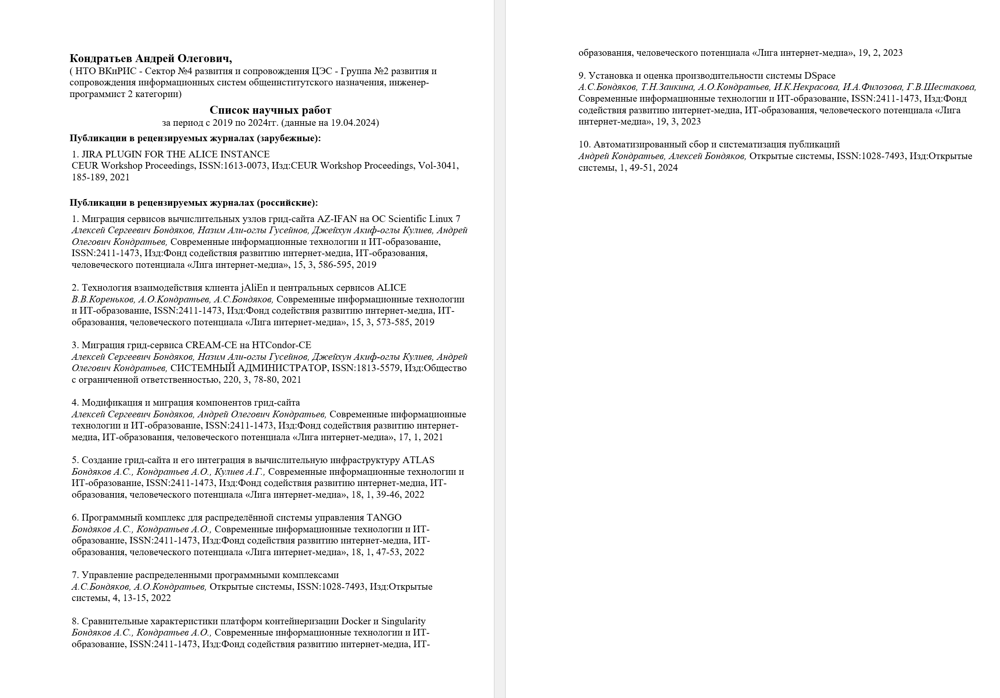 Кондратьев Андрей Олегович,
( НТО ВКиРИС - Сектор №4 развития и сопровождения ЦЭС - Группа №2 развития и
сопровождения информационных систем общеинститутского назначения, инженер-
программист 2 категории)
Список научных работ
за период с 2019 по 2024гг. (данные на 19.04.2024)
Публикации в рецензируемых журналах (зарубежные):
1. JIRA PLUGIN FOR THE ALICE INSTANCE
CEUR Workshop Proceedings, ISSN:1613-0073, Изд:CEUR Workshop Proceedings, Vol-3041,
185-189, 2021
Публикации в рецензируемых журналах (российские):
1. Миграция сервисов вычислительных узлов грид-сайта AZ-IFAN на ОС Scientific Linux 7
Алексей Сергеевич Бондяков, Назим Али-оглы Гусейнов, Джейхун Акиф-оглы Кулиев, Андрей
Олегович Кондратьев, Современные информационные технологии и ИТ-образование,
ISSN:2411-1473, Изд:Фонд содействия развитию интернет-медиа, ИТ-образования,
человеческого потенциала «Лига интернет-медиа», 15, 3, 586-595, 2019
2. Технология взаимодействия клиента jAliEn и центральных сервисов ALICE
В.В.Кореньков, А.О.Кондратьев, А.С.Бондяков, Современные информационные технологии
и ИТ-образование, ISSN:2411-1473, Изд:Фонд содействия развитию интернет-медиа, ИТ-
образования, человеческого потенциала «Лига интернет-медиа», 15, 3, 573-585, 2019
3. Миграция грид-сервиса CREAM-CE на HTCondor-CE
Алексей Сергеевич Бондяков, Назим Али-оглы Гусейнов, Джейхун Акиф-оглы Кулиев, Андрей
Олегович Кондратьев, СИСТЕМНЫЙ АДМИНИСТРАТОР, ISSN:1813-5579, Изд:Общество
с ограниченной ответственностью, 220, 3, 78-80, 2021
4. Модификация и миграция компонентов грид-сайта
Алексей Сергеевич Бондяков, Андрей Олегович Кондратьев, Современные информационные
технологии и ИТ-образование, ISSN:2411-1473, Изд:Фонд содействия развитию интернет-
медиа, ИТ-образования, человеческого потенциала «Лига интернет-медиа», 17, 1, 2021
5. Создание грид-сайта и его интеграция в вычислительную инфраструктуру ATLAS
Бондяков А.С., Кондратьев А.О., Кулиев А.Г., Современные информационные технологии и
ИТ-образование, ISSN:2411-1473, Изд:Фонд содействия развитию интернет-медиа, ИТ-
образования, человеческого потенциала «Лига интернет-медиа», 18, 1, 39-46, 2022
6. Программный комплекс для распределённой системы управления TANGO
Бондяков А.С., Кондратьев А.О., Современные информационные технологии и ИТ-
образование, ISSN:2411-1473, Изд:Фонд содействия развитию интернет-медиа, ИТ-
образования, человеческого потенциала «Лига интернет-медиа», 18, 1, 47-53, 2022
7. Управление распределенными программными комплексами
А.С.Бондяков, А.О.Кондратьев, Открытые системы, ISSN:1028-7493, Изд:Открытые
системы, 4, 13-15, 2022
8. Сравнительные характеристики платформ контейнеризации Docker и Singularity
Бондяков А.С., Кондратьев А.О., Современные информационные технологии и ИТ-
образование, ISSN:2411-1473, Изд:Фонд содействия развитию интернет-медиа, ИТ-
образования, человеческого потенциала «Лига интернет-медиа», 19, 2, 2023
9. Установка и оценка производительности системы DSpace
А.С.Бондяков, Т.Н.Заикина, А.О.Кондратьев, И.К.Некрасова, И.А.Филозова, Г.В.Шестакова,
Современные информационные технологии и ИТ-образование, ISSN:2411-1473, Изд:Фонд
содействия развитию интернет-медиа, ИТ-образования, человеческого потенциала «Лига
интернет-медиа», 19, 3, 2023
10. Автоматизированный сбор и систематизация публикаций
Андрей Кондратьев, Алексей Бондяков, Открытые системы, ISSN:1028-7493, Изд:Открытые
системы, 1, 49-51, 2024